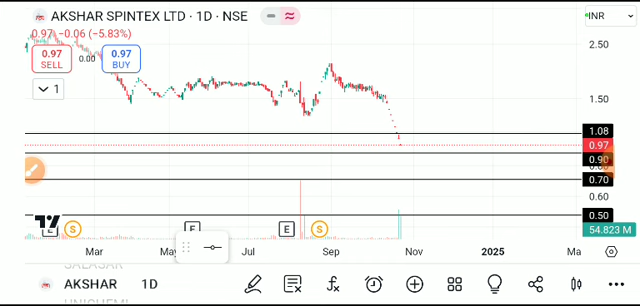 AKSHAR SPINTEX LTD · 1D · NSE
INR
0.97 −0.06 (−5.83%)
2.50
0.97
SELL
0.00
0.97
BUY
1
1.50
1.08
0.97
0.90
0.70
0.60
0.50
54.823 M
E
S
E
E
S
Mar
May
Jul
Sep
Nov
2025
Ma
SALASAR
AKSHAR 1D
UNICHEMI